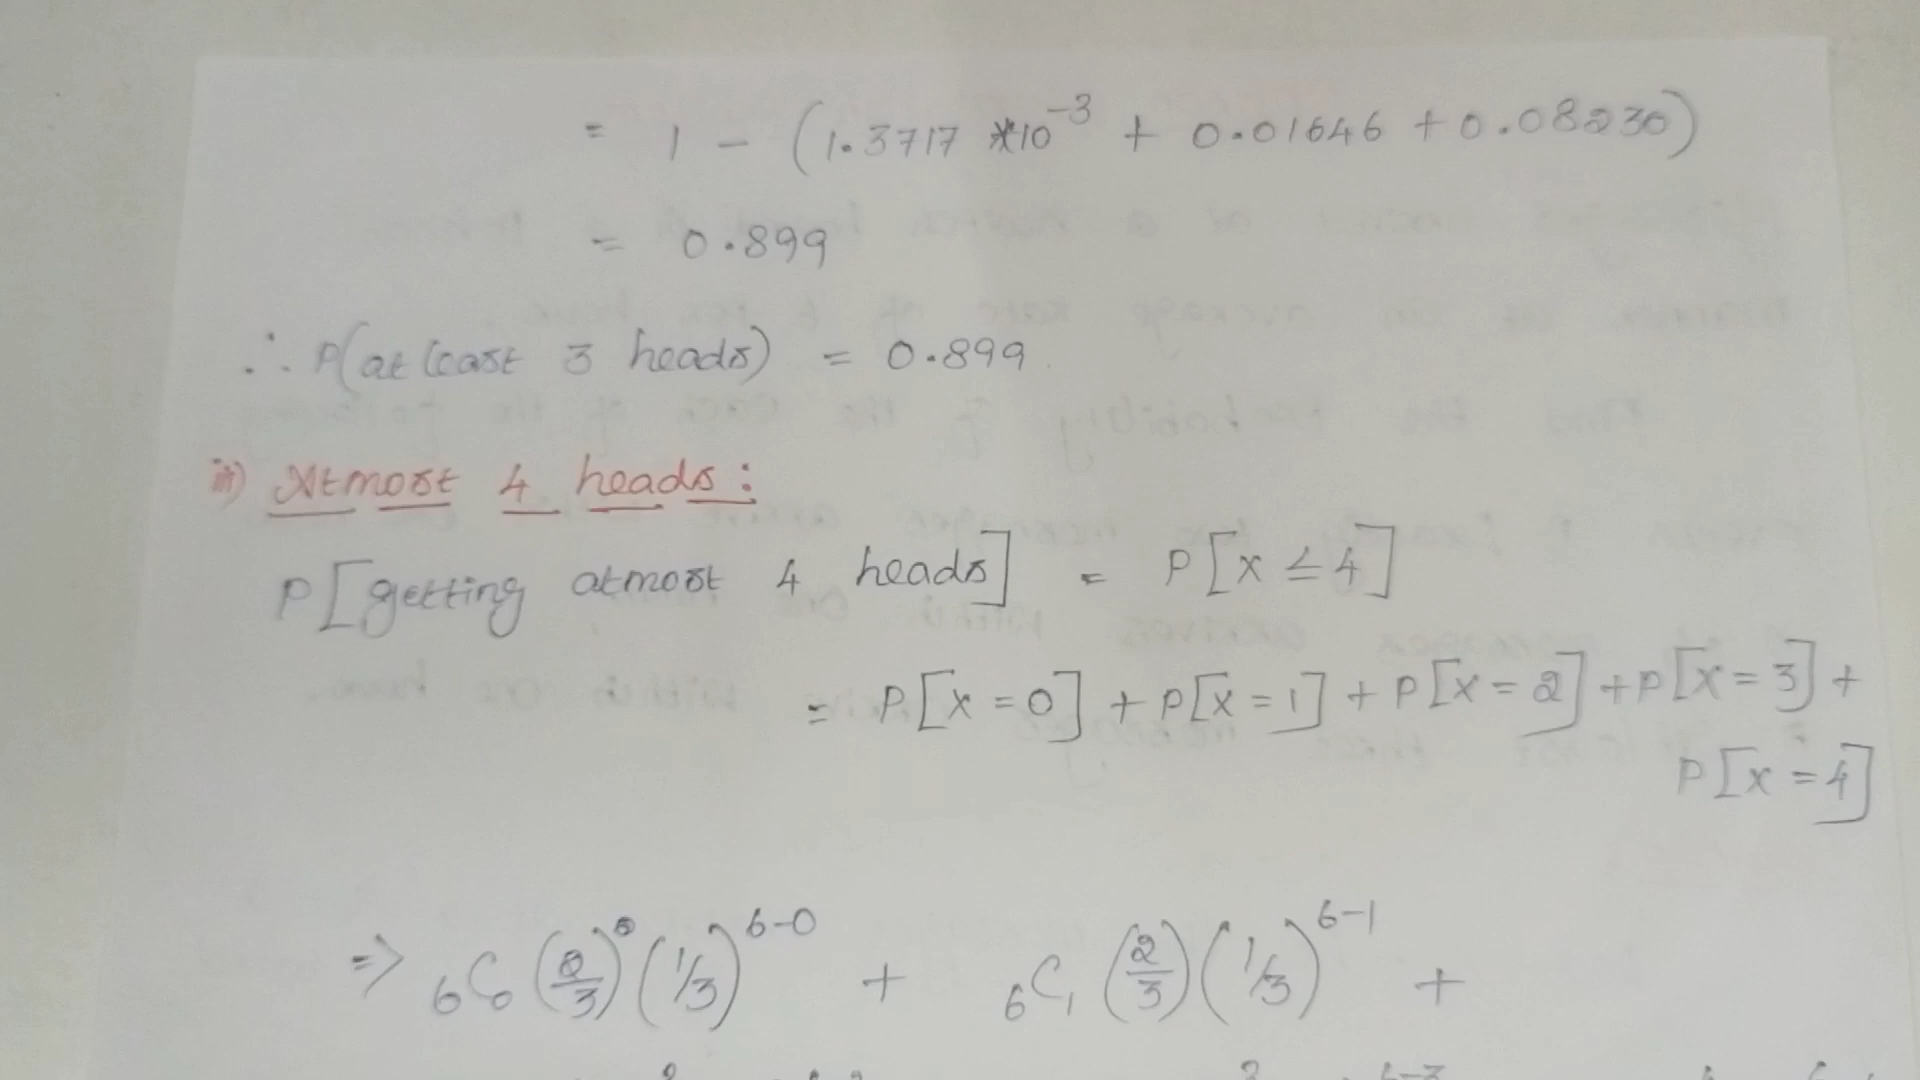 = 1 - (1.3717 *10^-3 + 0.01646 + 0.08230)
= 0.899
∴ P(at least 3 heads) = 0.899.
iii) Atmost 4 heads:
P[getting atmost 4 heads] = P[x ≤ 4]
= P[x = 0] + P[x = 1] + P[x = 2] + P[x = 3] +
P[x = 4]
=> 6C0 (2/3)^0 (1/3)^6-0 + 6C1 (2/3) (1/3)^6-1 +